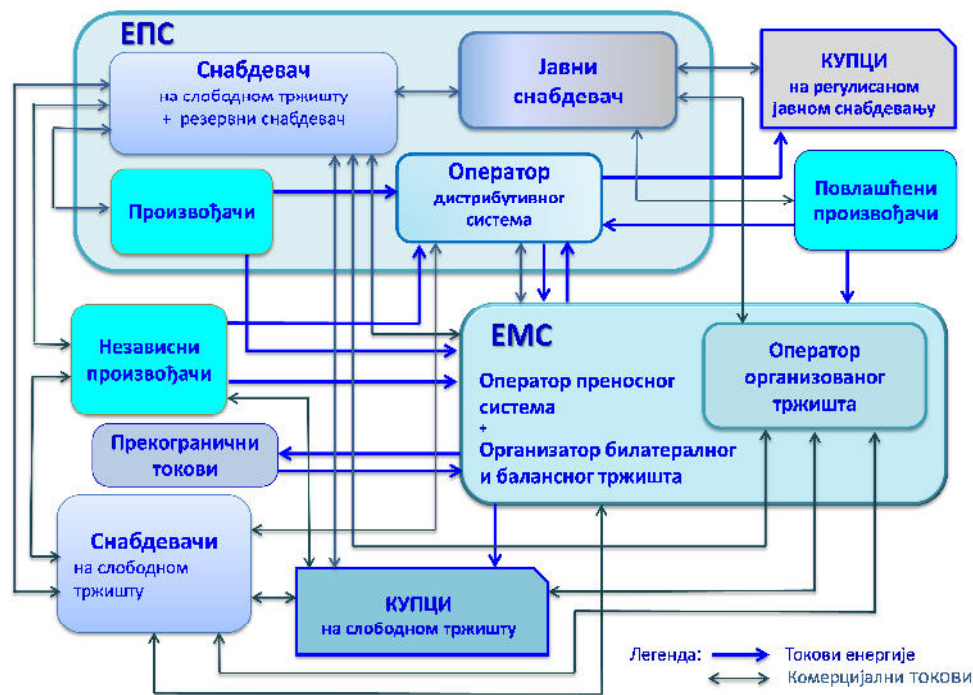 ЕПС
Снабдевач
на слободном тржишту
+ резервни снабдевач
Јавни
снабдевач
КУПЦИ
на регулисаном
јавном снабдевању
Произвођачи
Оператор
дистрибутивног
система
Повлашћени
произвођачи
Независни
произвођачи
ЕМС
Оператор преносног
система
+
Организатор билатералног
и балансног тржишта
Оператор
организованог
тржишта
Прекогранични
токови
Снабдевачи
на слободном
тржишту
КУПЦИ
на слободном тржишту
Легенда:
Токови енергије
Комерцијални токови